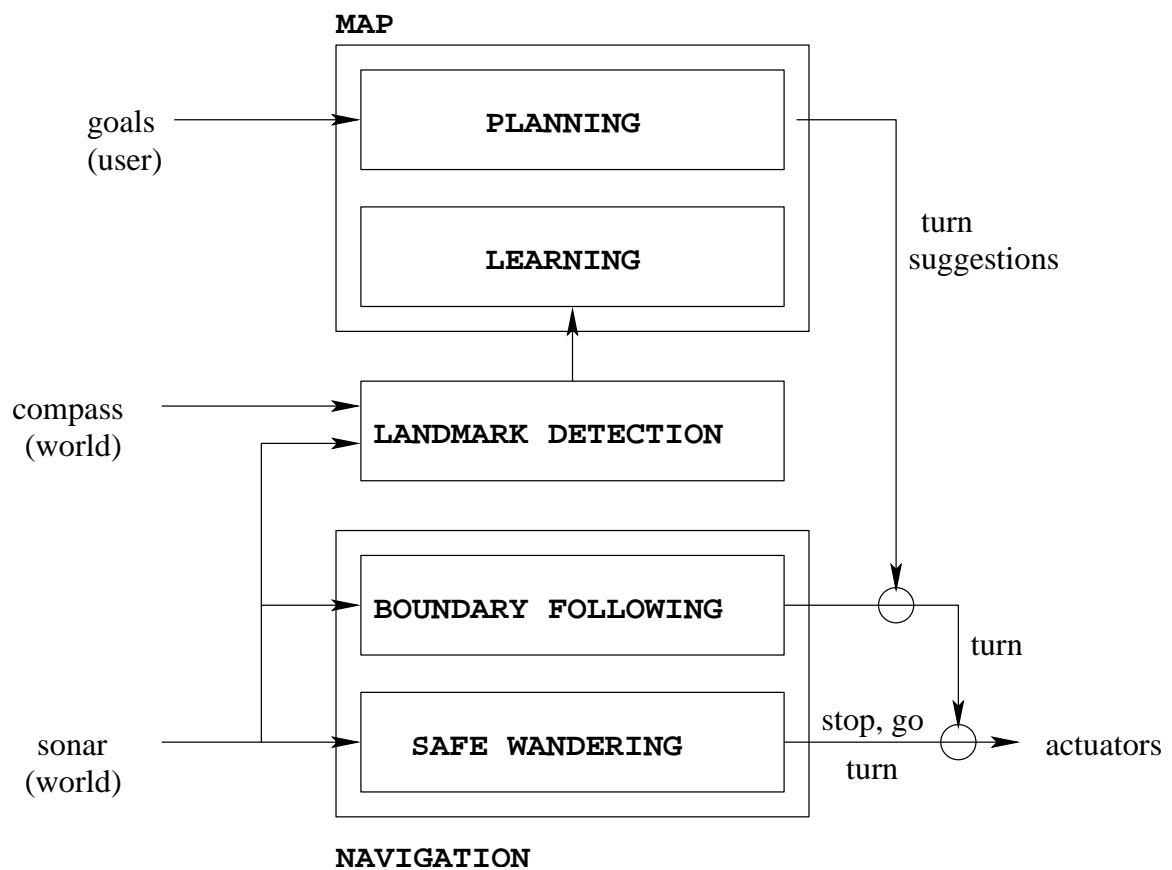 MAP
goals
(user)
PLANNING
LEARNING
turn
suggestions
compass
(world)
LANDMARK DETECTION
BOUNDARY FOLLOWING
turn
sonar
(world)
SAFE WANDERING
stop, go
turn
actuators
NAVIGATION